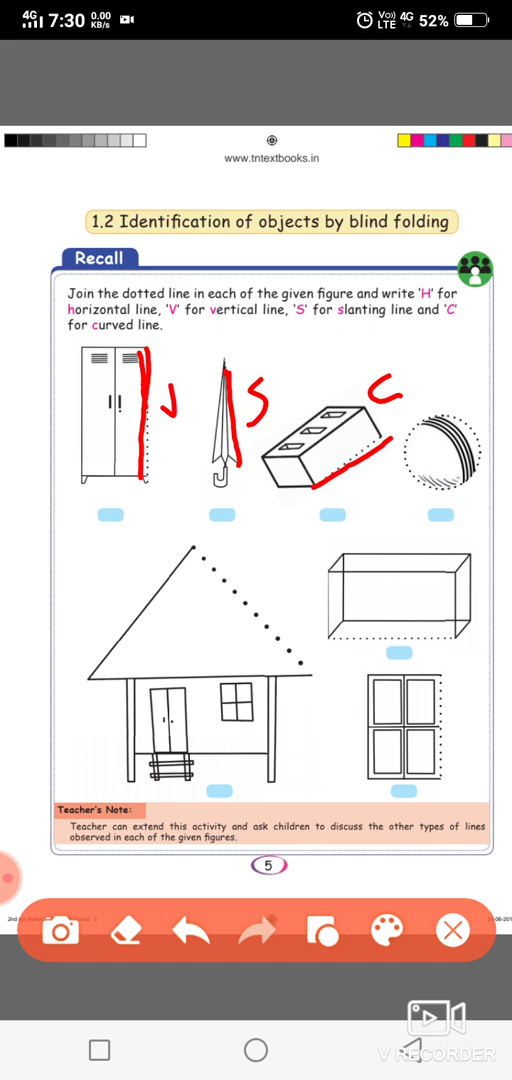 4G 7:30 0.00 KB/s Vo) LTE 4G 52%
www.tntextbooks.in
1.2 Identification of objects by blind folding
Recall
Join the dotted line in each of the given figure and write 'H' for
horizontal line, 'V' for vertical line, 'S' for slanting line and 'C'
for curved line.
S
Teacher's Note:
Teacher can extend this activity and ask children to discuss the other types of lines
observed in each of the given figures.
5
V RECORDER